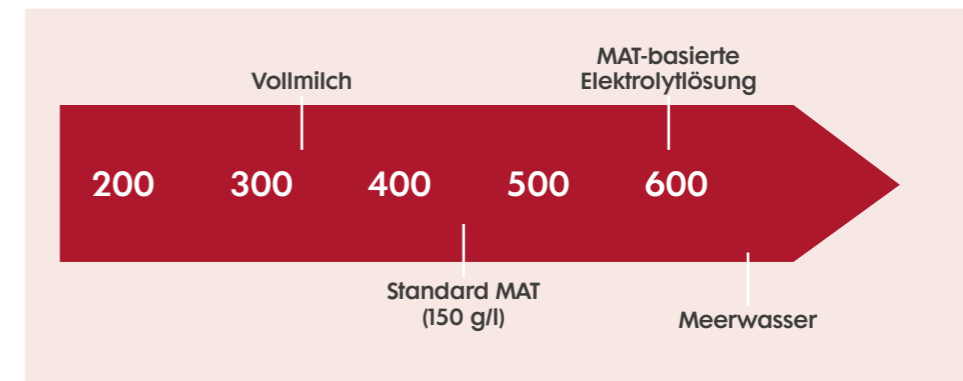 MAT-basierte
Elektrolytlösung
Vollmilch
200 300 400 500 600
Standard MAT
(150 g/l)
Meerwasser